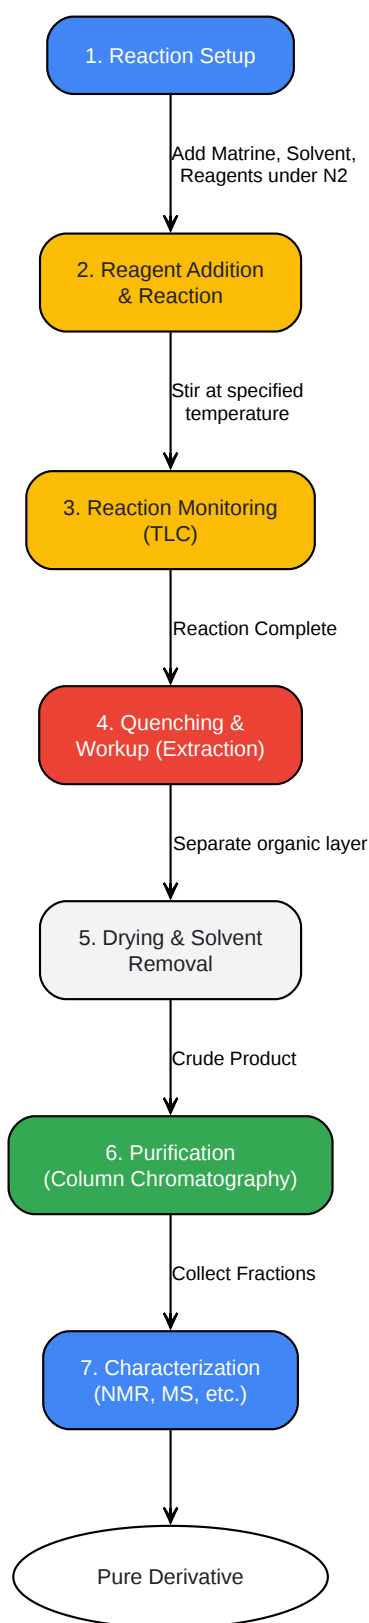 1. Reaction Setup
Add Matrine, Solvent,
Reagents under N2
2. Reagent Addition
& Reaction
Stir at specified
temperature
3. Reaction Monitoring
(TLC)
Reaction Complete
4. Quenching &
Workup (Extraction)
Separate organic layer
5. Drying & Solvent
Removal
Crude Product
6. Purification
(Column Chromatography)
Collect Fractions
7. Characterization
(NMR, MS, etc.)
Pure Derivative